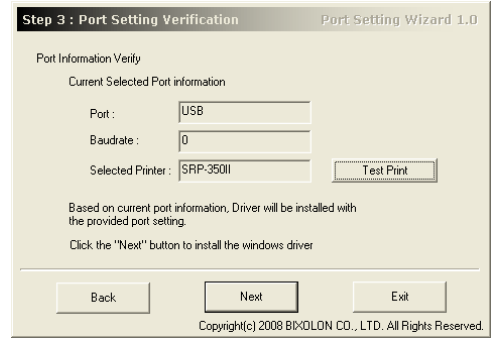 Step 3 : Port Setting Verification Port Setting Wizard 1.0
Port Information Verify
Current Selected Port information
Port : USB
Baudrate : 0
Selected Printer : SRP-350II Test Print
Based on current port information, Driver will be installed with
the provided port setting.
Click the "Next" button to install the windows driver
Back Next Exit
Copyright(c) 2008 BIXOLON CO., LTD. All Rights Reserved.